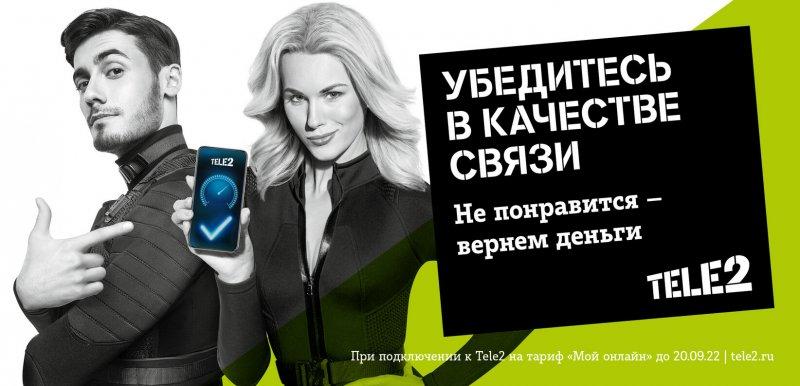 TELE2
УБЕДИТЕСЬ
В КАЧЕСТВЕ
СВЯЗИ
Не понравится –
вернем деньги
TELE2
При подключении к Tele2 на тариф «Мой онлайн» до 20.09.22 | tele2.ru